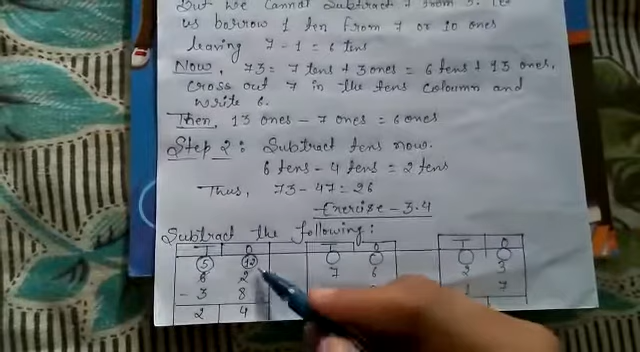 But we cannot subtract 7 from 3. Let
us borrow 1 ten from 7 or 10 ones
leaving 7 - 1 = 6 tens
Now, 73 = 7 tens + 3 ones = 6 tens + 13 ones,
cross out 7 in the tens coloumn and
write 6.
Then, 13 ones - 7 ones = 6 ones
Step 2: Subtract tens now.
6 tens - 4 tens = 2 tens
Thus, 73 - 47 = 26
Exercise - 3.4
Subtract the following:
T O T O T O
5 12
6 2 7 6 2 3
- 3 8 1 7
2 4